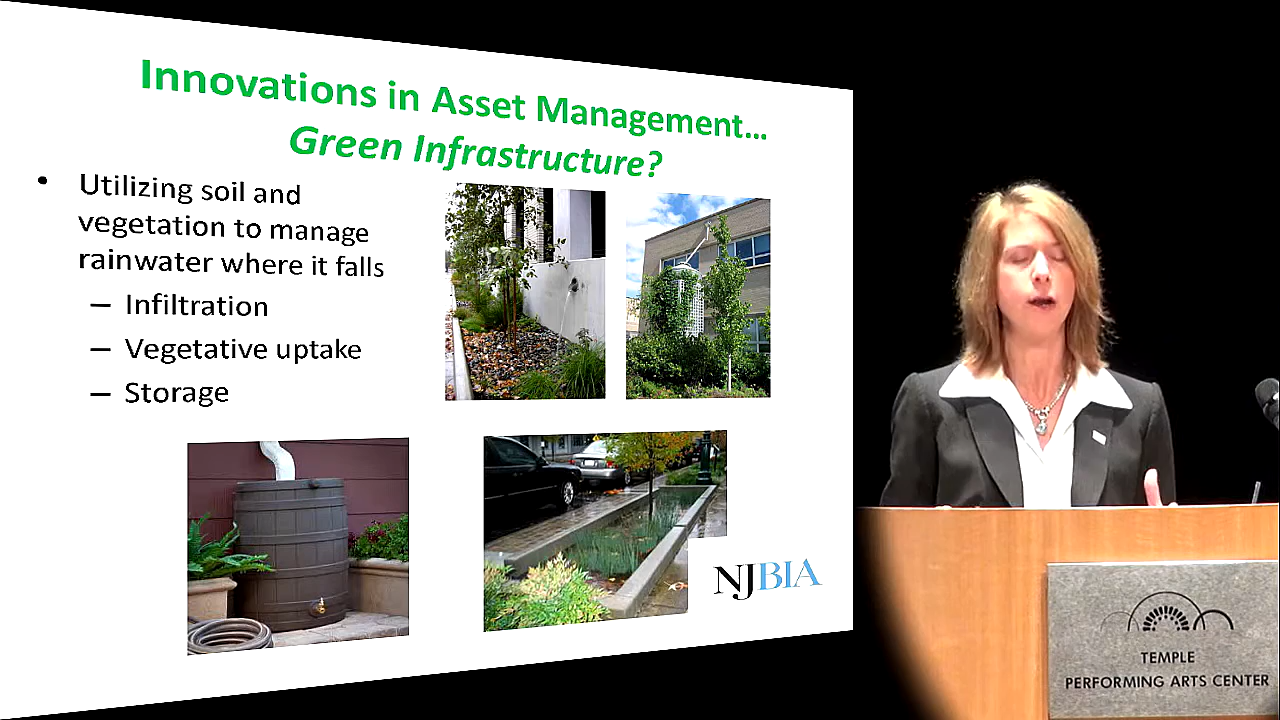 Innovations in Asset Management...
Green Infrastructure?
• Utilizing soil and
vegetation to manage
rainwater where it falls
– Infiltration
– Vegetative uptake
– Storage
NJBIA
TEMPLE
PERFORMING ARTS CENTER